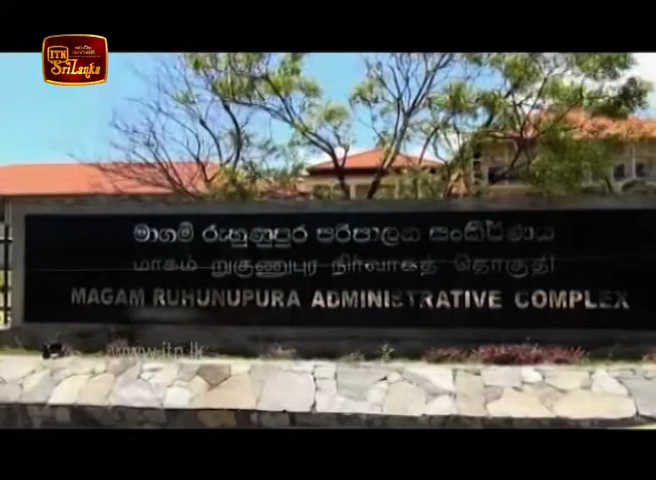 ITN
Sri Lanka
මාගම් රුහුණුපුර පරිපාලන සංකීර්ණය
மாகம் றுகுணுபுர நிர்வாகத் தொகுதி
MAGAM RUHUNUPURA ADMINISTRATIVE COMPLEX
www.itn.lk